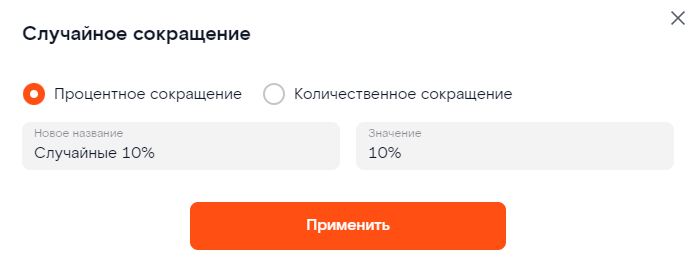 Случайное сокращение
Процентное сокращение Количественное сокращение
Новое название Значение
Случайные 10% 10%
Применить